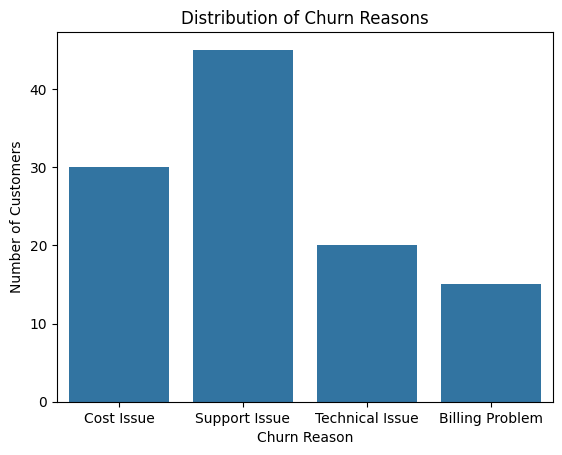 Distribution of Churn Reasons
Number of Customers
40
30
20
10
0
Cost Issue Support Issue Technical Issue Billing Problem
Churn Reason